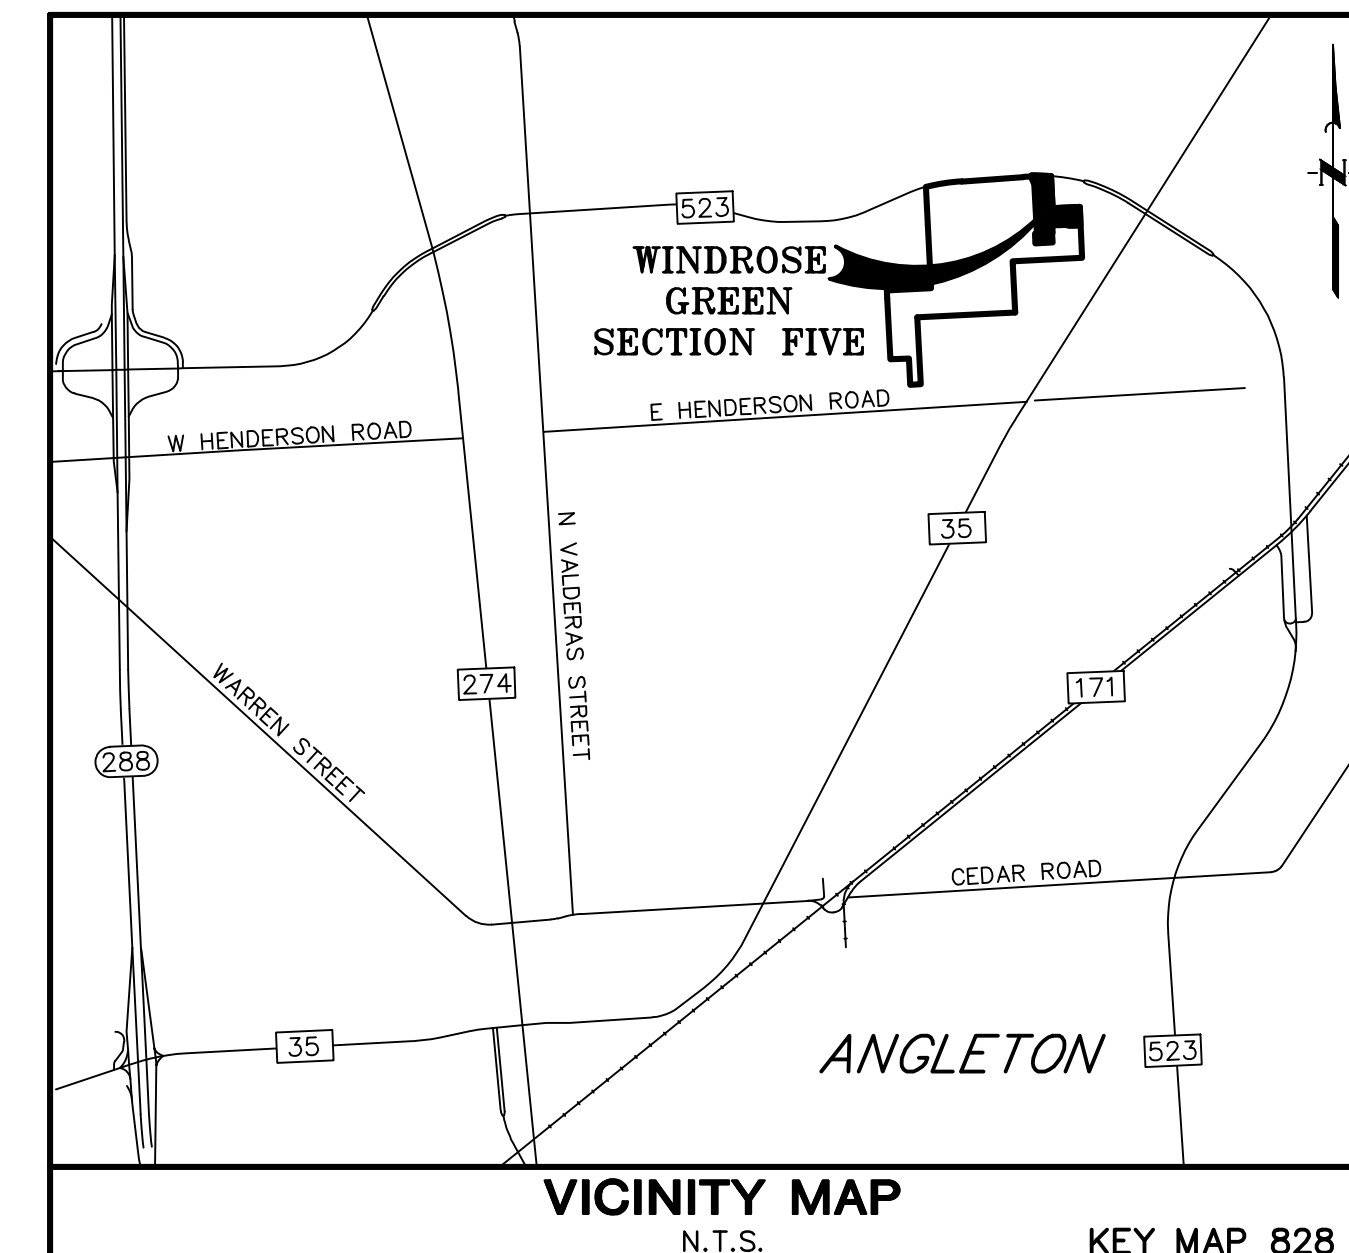 N
523
WINDROSE
GREEN
SECTION FIVE
E HENDERSON ROAD
W HENDERSON ROAD
N VALDERAS STREET
35
WARREN STREET
274
171
288
CEDAR ROAD
35
ANGLETON
523
VICINITY MAP
N.T.S.
KEY MAP 828